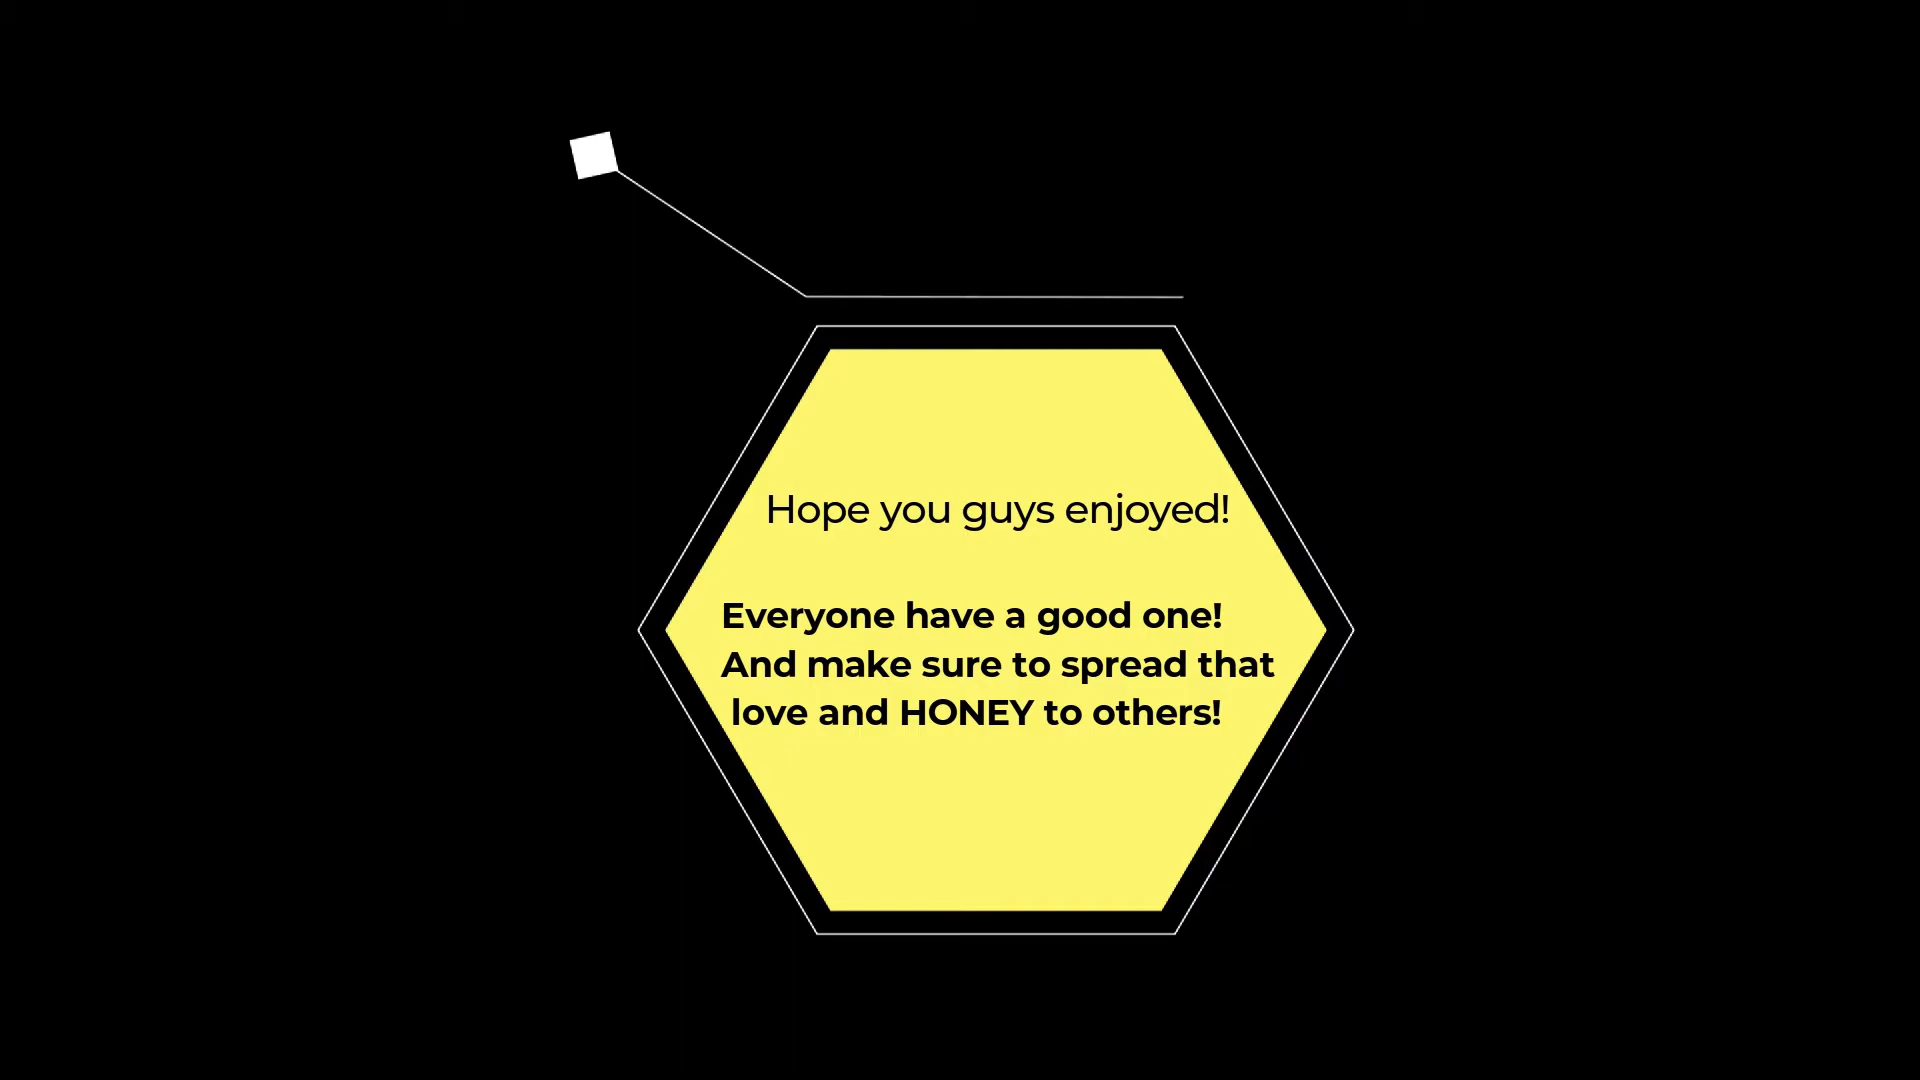 Hope you guys enjoyed!
Everyone have a good one!
And make sure to spread that
love and HONEY to others!